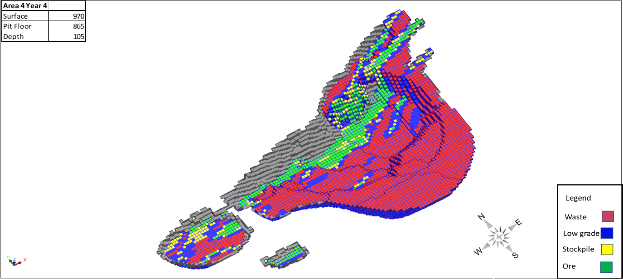 Area 4 Year 4
Surface 970
Pit Floor 865
Depth 105
N
E
W
S
Legend
Waste
Low grade
Stockpile
Ore